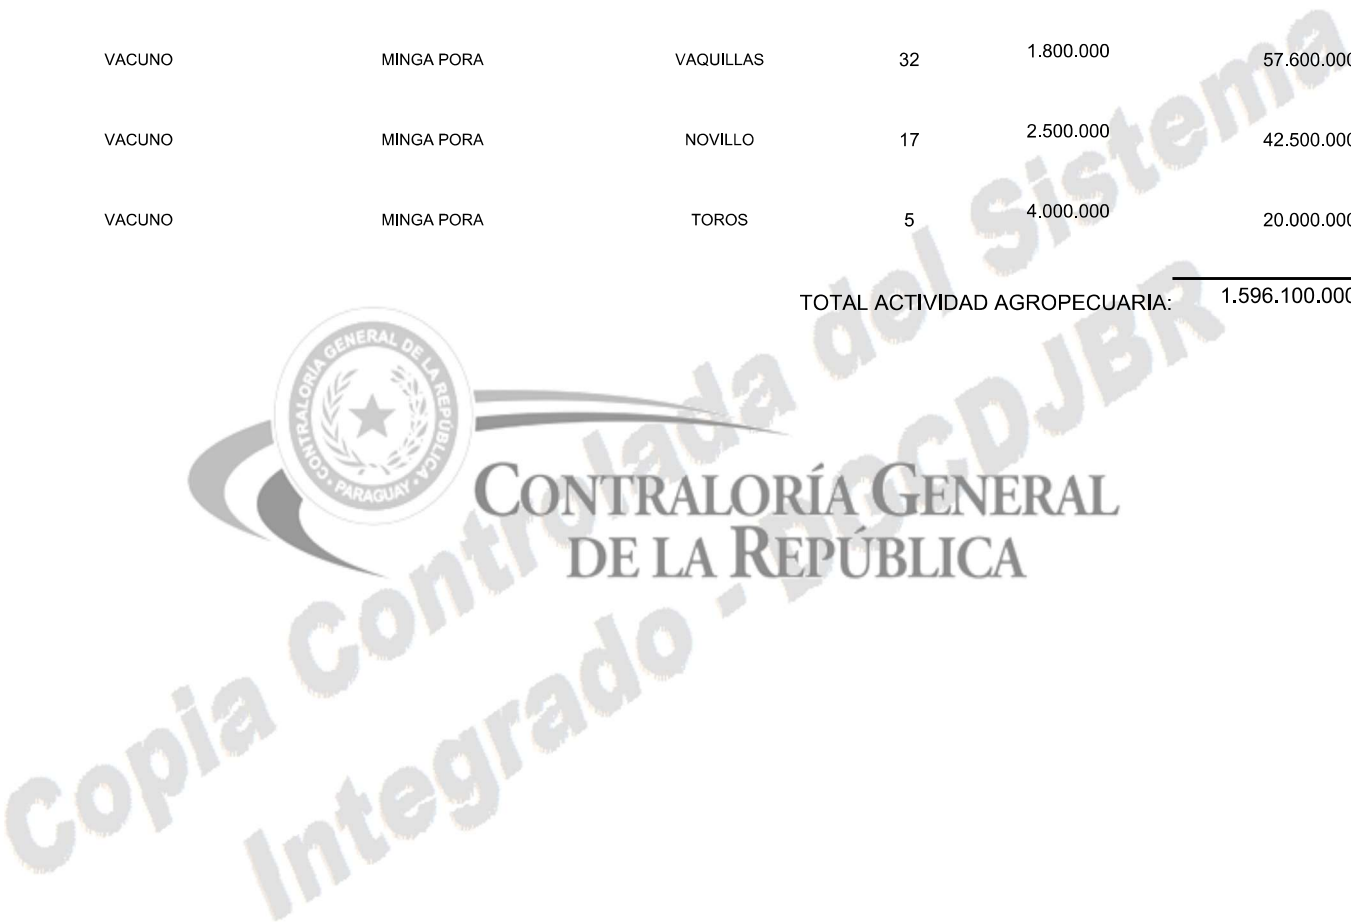 VACUNO MINGA PORA VAQUILLAS 32 1.800.000 57.600.000
VACUNO MINGA PORA NOVILLO 17 2.500.000 42.500.000
VACUNO MINGA PORA TOROS 5 4.000.000 20.000.000
TOTAL ACTIVIDAD AGROPECUARIA: 1.596.100.000
CONTRALORÍA GENERAL DE LA REPÚBLICA
PARAGUAY
CONTRALORÍA GENERAL
DE LA REPÚBLICA
Copia Controlada del Sistema
Integrado - DGCDJBR